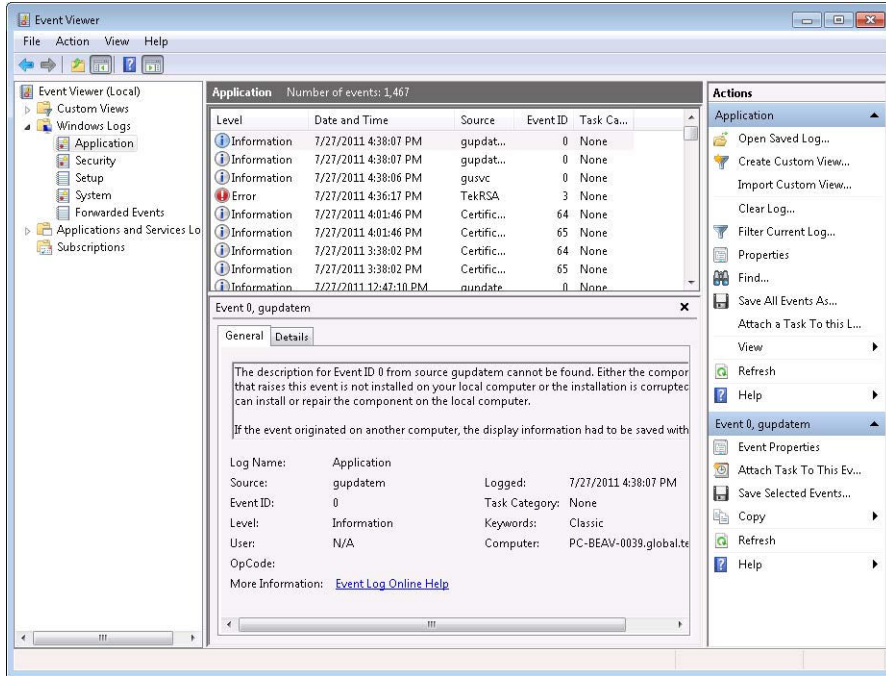 Event Viewer
File Action View Help
Event Viewer (Local)
Custom Views
Windows Logs
Application
Security
Setup
System
Forwarded Events
Applications and Services Lo
Subscriptions
Application Number of events: 1,467
Level Date and Time Source Event ID Task Ca...
Information 7/27/2011 4:38:07 PM gupdat... 0 None
Information 7/27/2011 4:38:07 PM gupdat... 0 None
Information 7/27/2011 4:38:06 PM gusvc 0 None
Error 7/27/2011 4:36:17 PM TekRSA 3 None
Information 7/27/2011 4:01:46 PM Certific... 64 None
Information 7/27/2011 4:01:46 PM Certific... 65 None
Information 7/27/2011 3:38:02 PM Certific... 64 None
Information 7/27/2011 3:38:02 PM Certific... 65 None
Information 7/27/2011 12:47:10 PM gupdate 0 None
Event 0, gupdatem
General Details
The description for Event ID 0 from source gupdatem cannot be found. Either the compor
that raises this event is not installed on your local computer or the installation is corruptec
can install or repair the component on the local computer.
If the event originated on another computer, the display information had to be saved with
Log Name: Application
Source: gupdatem Logged: 7/27/2011 4:38:07 PM
Event ID: 0 Task Category: None
Level: Information Keywords: Classic
User: N/A Computer: PC-BEAV-0039.global.te
OpCode:
More Information: Event Log Online Help
Actions
Application
Open Saved Log...
Create Custom View...
Import Custom View...
Clear Log...
Filter Current Log...
Properties
Find...
Save All Events As...
Attach a Task To this L...
View
Refresh
Help
Event 0, gupdatem
Event Properties
Attach Task To This Ev...
Save Selected Events...
Copy
Refresh
Help